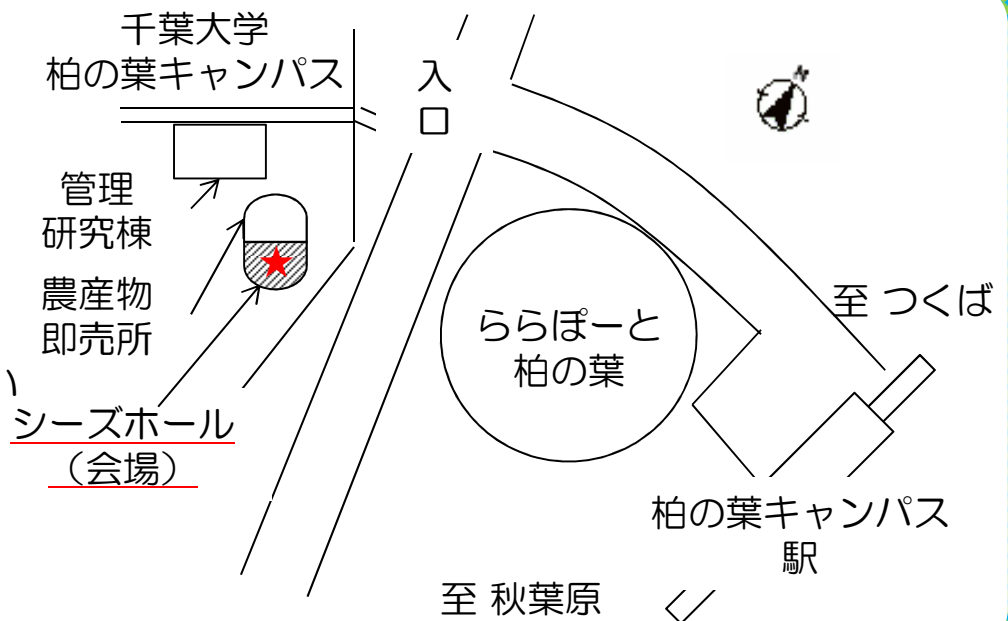 千葉大学
柏の葉キャンパス
入
口
N
管理
研究棟
農産物
即売所
ららぽーと
柏の葉
至 つくば
)
シーズホール
(会場)
柏の葉キャンパス
駅
至 秋葉原